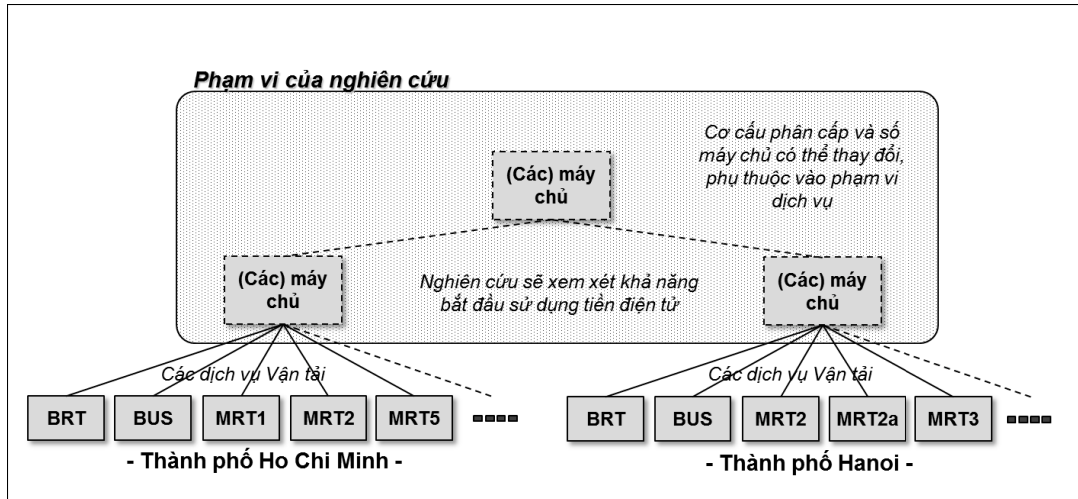 Phạm vi của nghiên cứu
Cơ cấu phân cấp và số
máy chủ có thể thay đổi,
phụ thuộc vào phạm vi
dịch vụ
(Các) máy
chủ
(Các) máy
chủ
Nghiên cứu sẽ xem xét khả năng
bắt đầu sử dụng tiền điện tử
(Các) máy
chủ
Các dịch vụ Vận tải
Các dịch vụ Vận tải
BRT BUS MRT1 MRT2 MRT5
BRT BUS MRT2 MRT2a MRT3
- Thành phố Ho Chi Minh -
- Thành phố Hanoi -